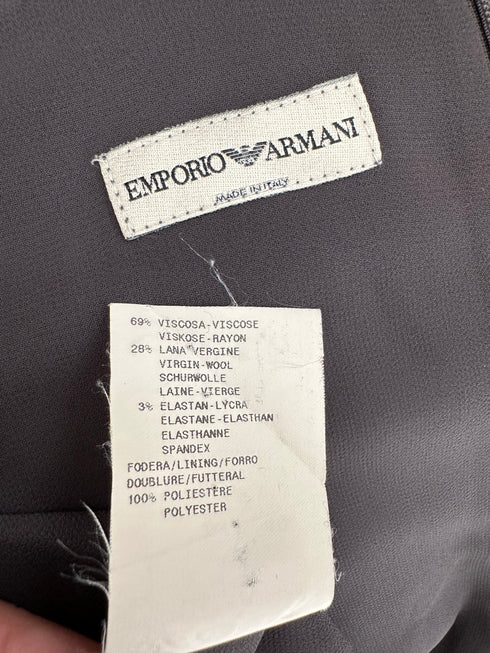 EMPORIO ARMANI
MADE IN ITALY
69% VISCOSA-VISCOSE
VISKOSE-RAYON
28% LANA VERGINE
VIRGIN-WOOL
SCHURWOLLE
LAINE-VIERGE
3% ELASTAN-LYCRA
ELASTANE-ELASTHAN
ELASTHANNE
SPANDEX
FODERA/LINING/FORRO
DOUBLURE/FUTTERAL
100% POLIESTERE
POLYESTER